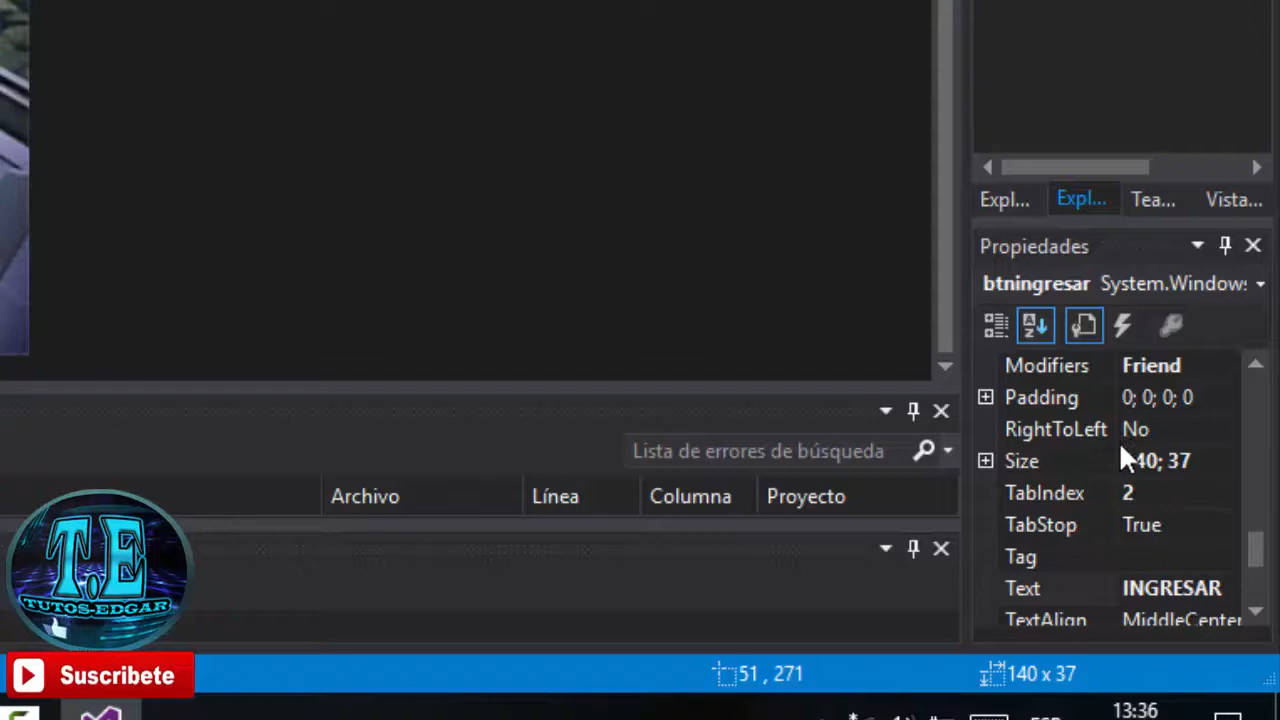 Expl... Expl... Tea... Vista...
Propiedades
btningresar System.Windows
Modifiers Friend
Padding 0; 0; 0; 0
RightToLeft No
Size 40; 37
TabIndex 2
TabStop True
Tag
Text INGRESAR
TextAlign MiddleCenter
Lista de errores de búsqueda
Archivo Línea Columna Proyecto
T.E
TUTOS-EDGAR
Suscribete
51 , 271 140 x 37
13:36